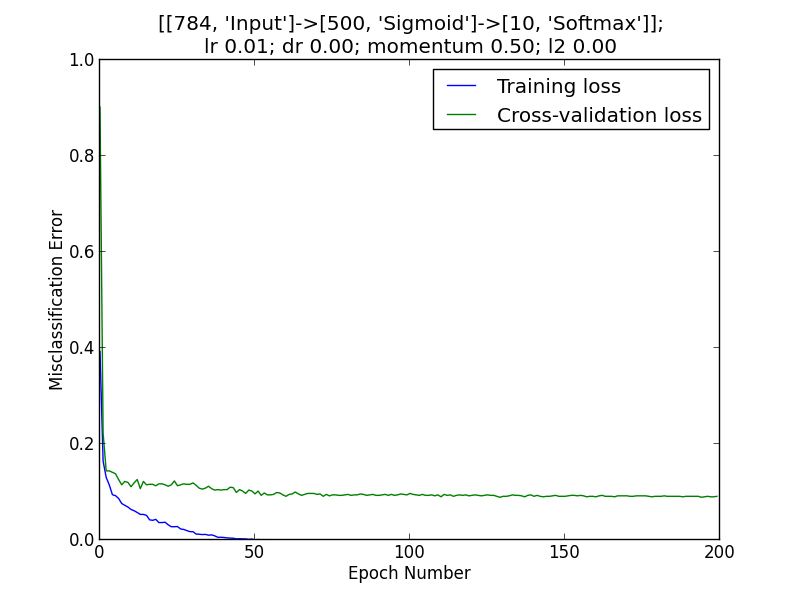 [[784, 'Input']->[500, 'Sigmoid']->[10, 'Softmax']];
lr 0.01; dr 0.00; momentum 0.50; l2 0.00
Training loss
Cross-validation loss
1.0
0.8
0.6
0.4
0.2
0.0
Misclassification Error
0
50
100
150
200
Epoch Number